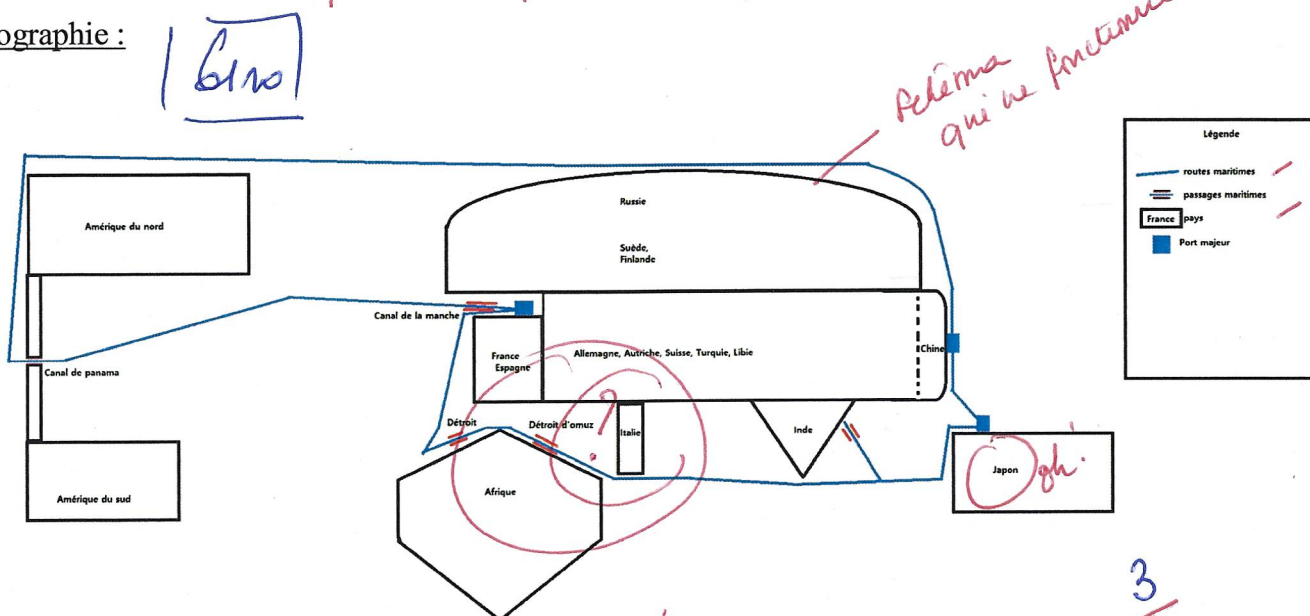 ographie :
6/10
Schéma
qui ne
Légende
routes maritimes
passages maritimes
France pays
Port majeur
Russie
Amérique du nord
Suède,
Finlande
Canal de la manche
France
Espagne
Allemagne, Autriche, Suisse, Turquie, Libie
Chine
Canal de panama
Détroit
Détroit d'omuz
?
Italie
Inde
Japon
Afrique
Amérique du sud
3